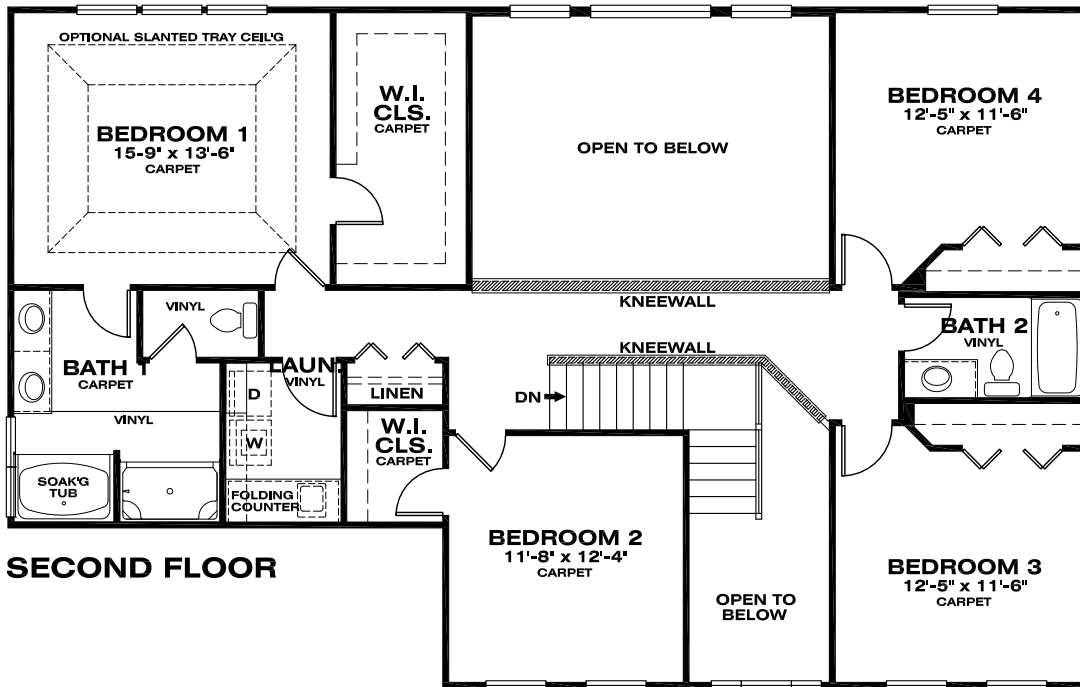 OPTIONAL SLANTED TRAY CEIL'G
BEDROOM 1
15-9" x 13'-6"
CARPET
W.I.
CLS.
CARPET
OPEN TO BELOW
BEDROOM 4
12'-5" x 11'-6"
CARPET
KNEEWALL
VINYL
BATH 1
CARPET
VINYL
LAUN.
VINYL
D
W
LINEN
KNEEWALL
DN
BATH 2
VINYL
W.I.
CLS.
CARPET
SOAK'G
TUB
FOLDING
COUNTER
BEDROOM 2
11'-8" x 12'-4"
CARPET
OPEN TO
BELOW
BEDROOM 3
12'-5" x 11'-6"
CARPET
SECOND FLOOR